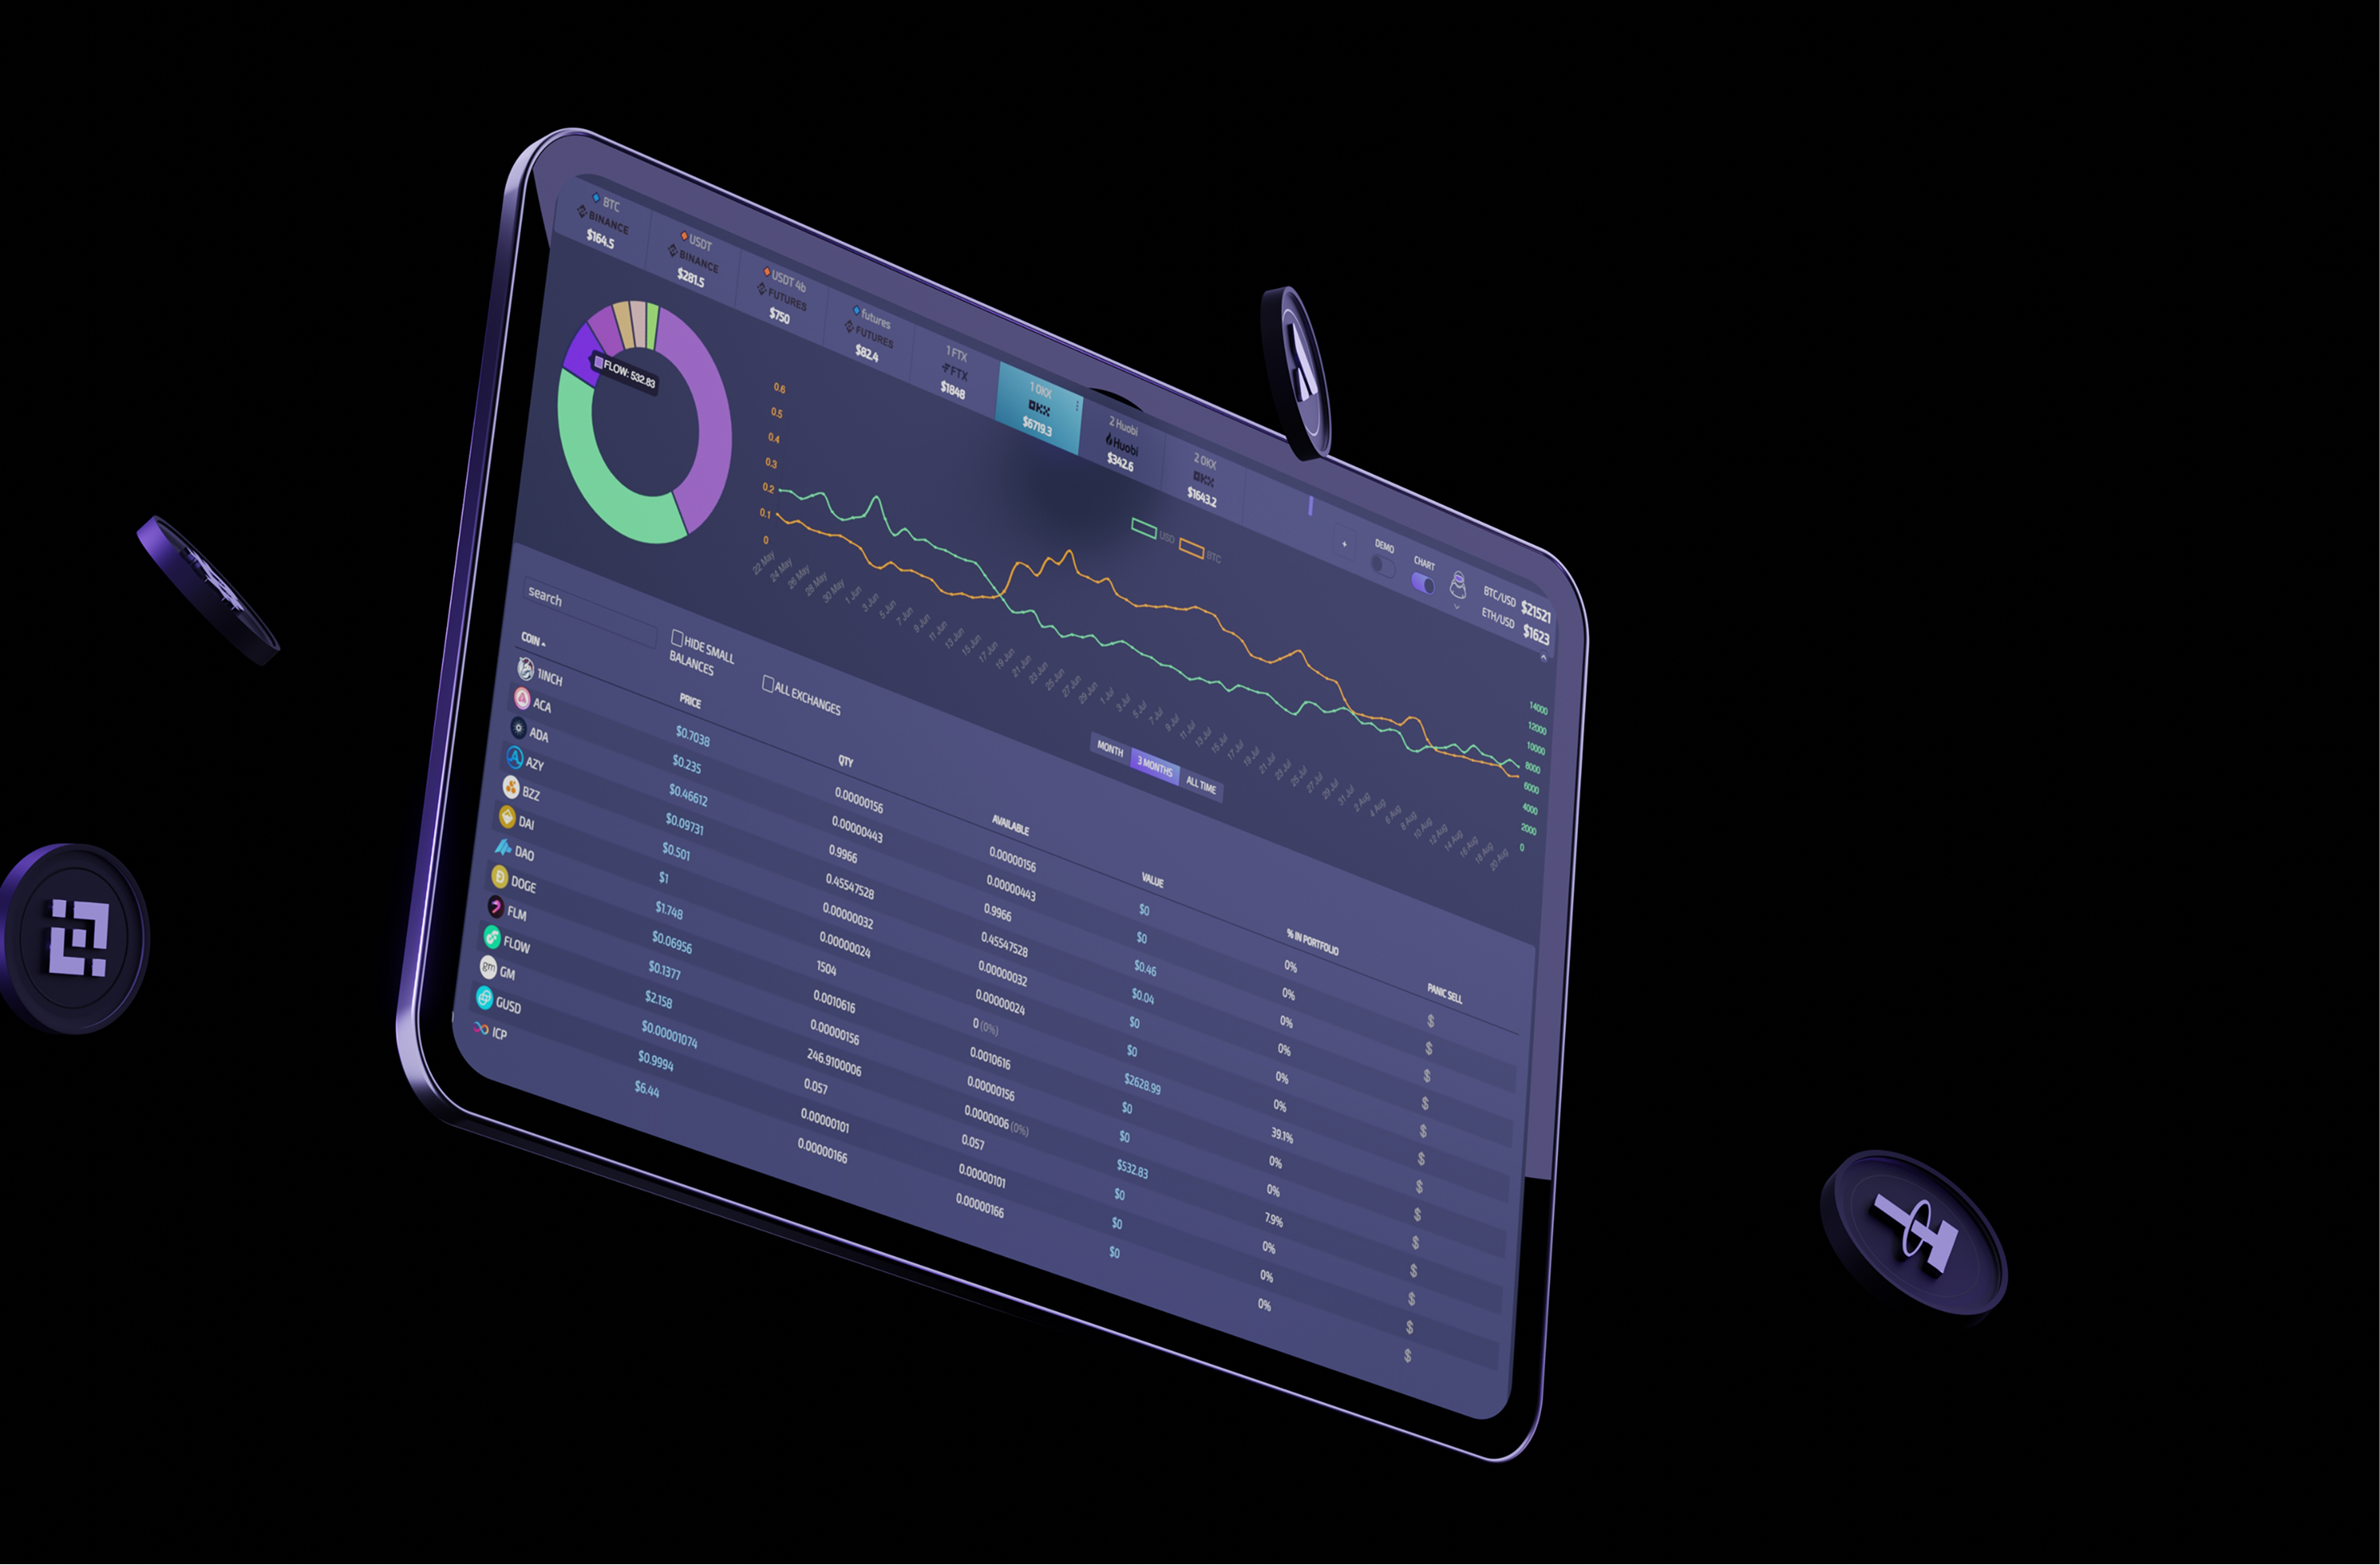 BTC
BINANCE
$164.5
USDT
BINANCE
$281.5
USDT 4b
FUTURES
$750
futures
FUTURES
$82.4
1 FTX
FTX
$1848
1 OKX
OKX
$6719.3
2 Huobi
Huobi
$342.6
2 OKX
OKX
$1643.2
+
DEMO
CHART
BTC/USD $21521
ETH/USD $1623
FLOW: 532.83
USD BTC
0.6
0.5
0.4
0.3
0.2
0.1
0
14000
12000
10000
8000
6000
4000
2000
0
22 May 24 May 26 May 28 May 30 May 1 Jun 3 Jun 5 Jun 7 Jun 9 Jun 11 Jun 13 Jun 15 Jun 17 Jun 19 Jun 21 Jun 23 Jun 25 Jun 27 Jun 29 Jun 1 Jul 3 Jul 5 Jul 7 Jul 9 Jul 11 Jul 13 Jul 15 Jul 17 Jul 19 Jul 21 Jul 23 Jul 25 Jul 27 Jul 29 Jul 31 Jul 2 Aug 4 Aug 6 Aug 8 Aug 10 Aug 12 Aug 14 Aug 16 Aug 18 Aug 20 Aug
MONTH 3 MONTHS ALL TIME
search
HIDE SMALL
BALANCES
ALL EXCHANGES
COIN PRICE QTY AVAILABLE VALUE % IN PORTFOLIO PANIC SELL
1INCH $0.7038 0.00000156 0.00000156 $0 0% $
ACA $0.235 0.00000443 0.00000443 $0 0% $
ADA $0.46612 0.9966 0.9966 $0.46 0% $
AZY $0.09731 0.45547528 0.45547528 $0.04 0% $
BZZ $0.501 0.00000032 0.00000032 $0 0% $
DAI $1 0.00000024 0.00000024 $0 0% $
DAO $1.748 1504 0 (0%) $2628.99 39.1% $
DOGE $0.06956 0.0010616 0.0010616 $0 0% $
FLM $0.1377 0.00000156 0.00000156 $0 0% $
FLOW $2.158 246.9100006 0.0000006 (0%) $532.83 7.9% $
GM $0.00001074 0.057 0.057 $0 0% $
GUSD $0.9994 0.00000101 0.00000101 $0 0% $
ICP $6.44 0.00000166 0.00000166 $0 0% $